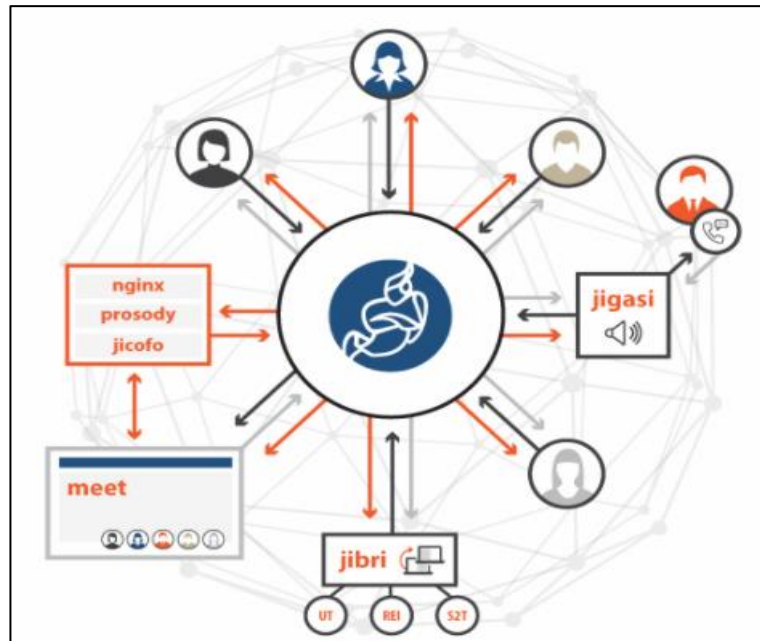 nginx
prosody
jicofo
jigasi
meet
jibri
UT
REI
S2T